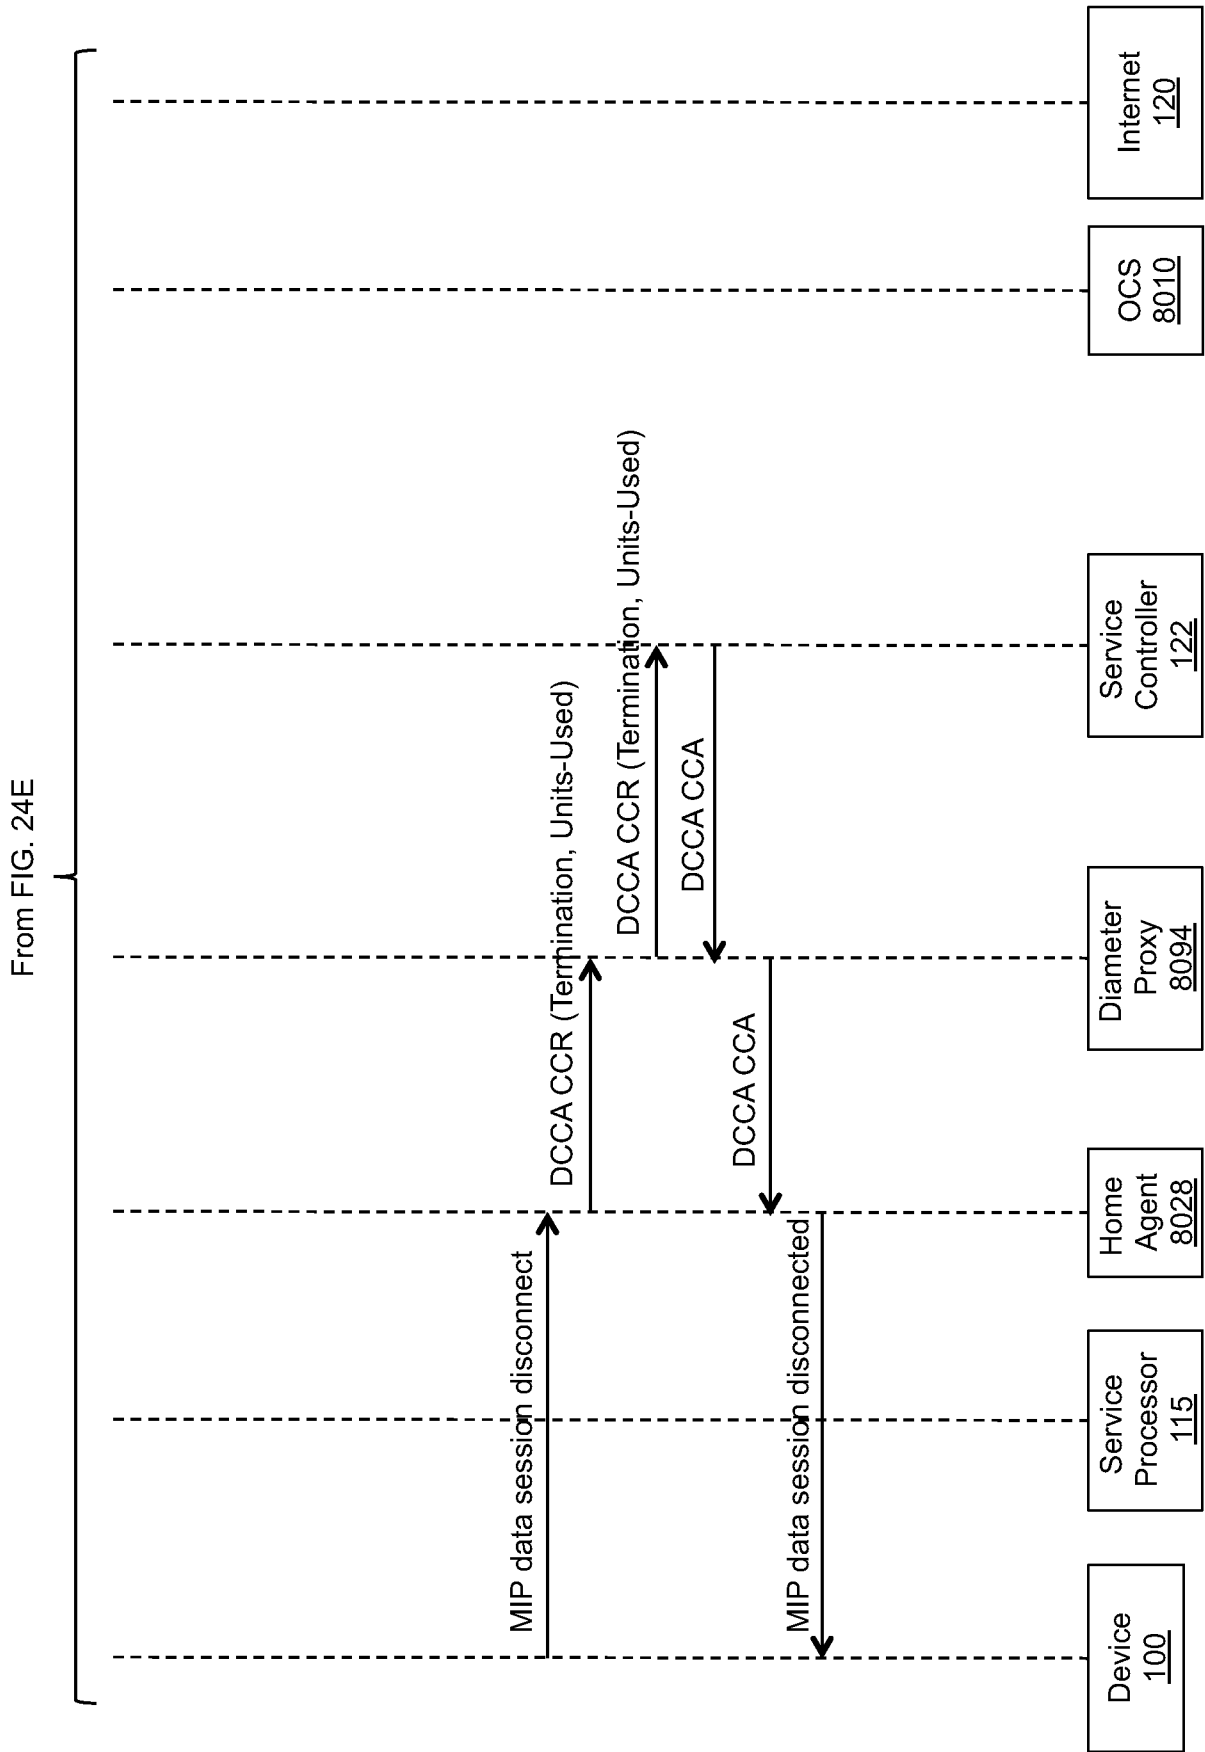 From FIG. 24E
MIP data session disconnect
DCCA CCR (Termination, Units-Used)
DCCA CCR (Termination, Units-Used)
DCCA CCA
DCCA CCA
MIP data session disconnected
Device
100
Service
Processor
115
Home
Agent
8028
Diameter
Proxy
8094
Service
Controller
122
OCS
8010
Internet
120